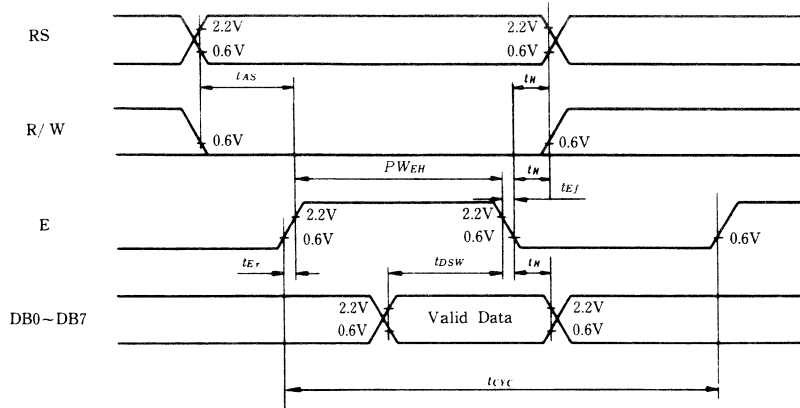 RS
2.2V
0.6V
2.2V
0.6V
tAS
tH
R/W
0.6V
0.6V
PWEH
tH
tEf
E
2.2V
0.6V
2.2V
0.6V
0.6V
tEr
tDSW
tH
DB0~DB7
2.2V
0.6V
Valid Data
2.2V
0.6V
tCYC